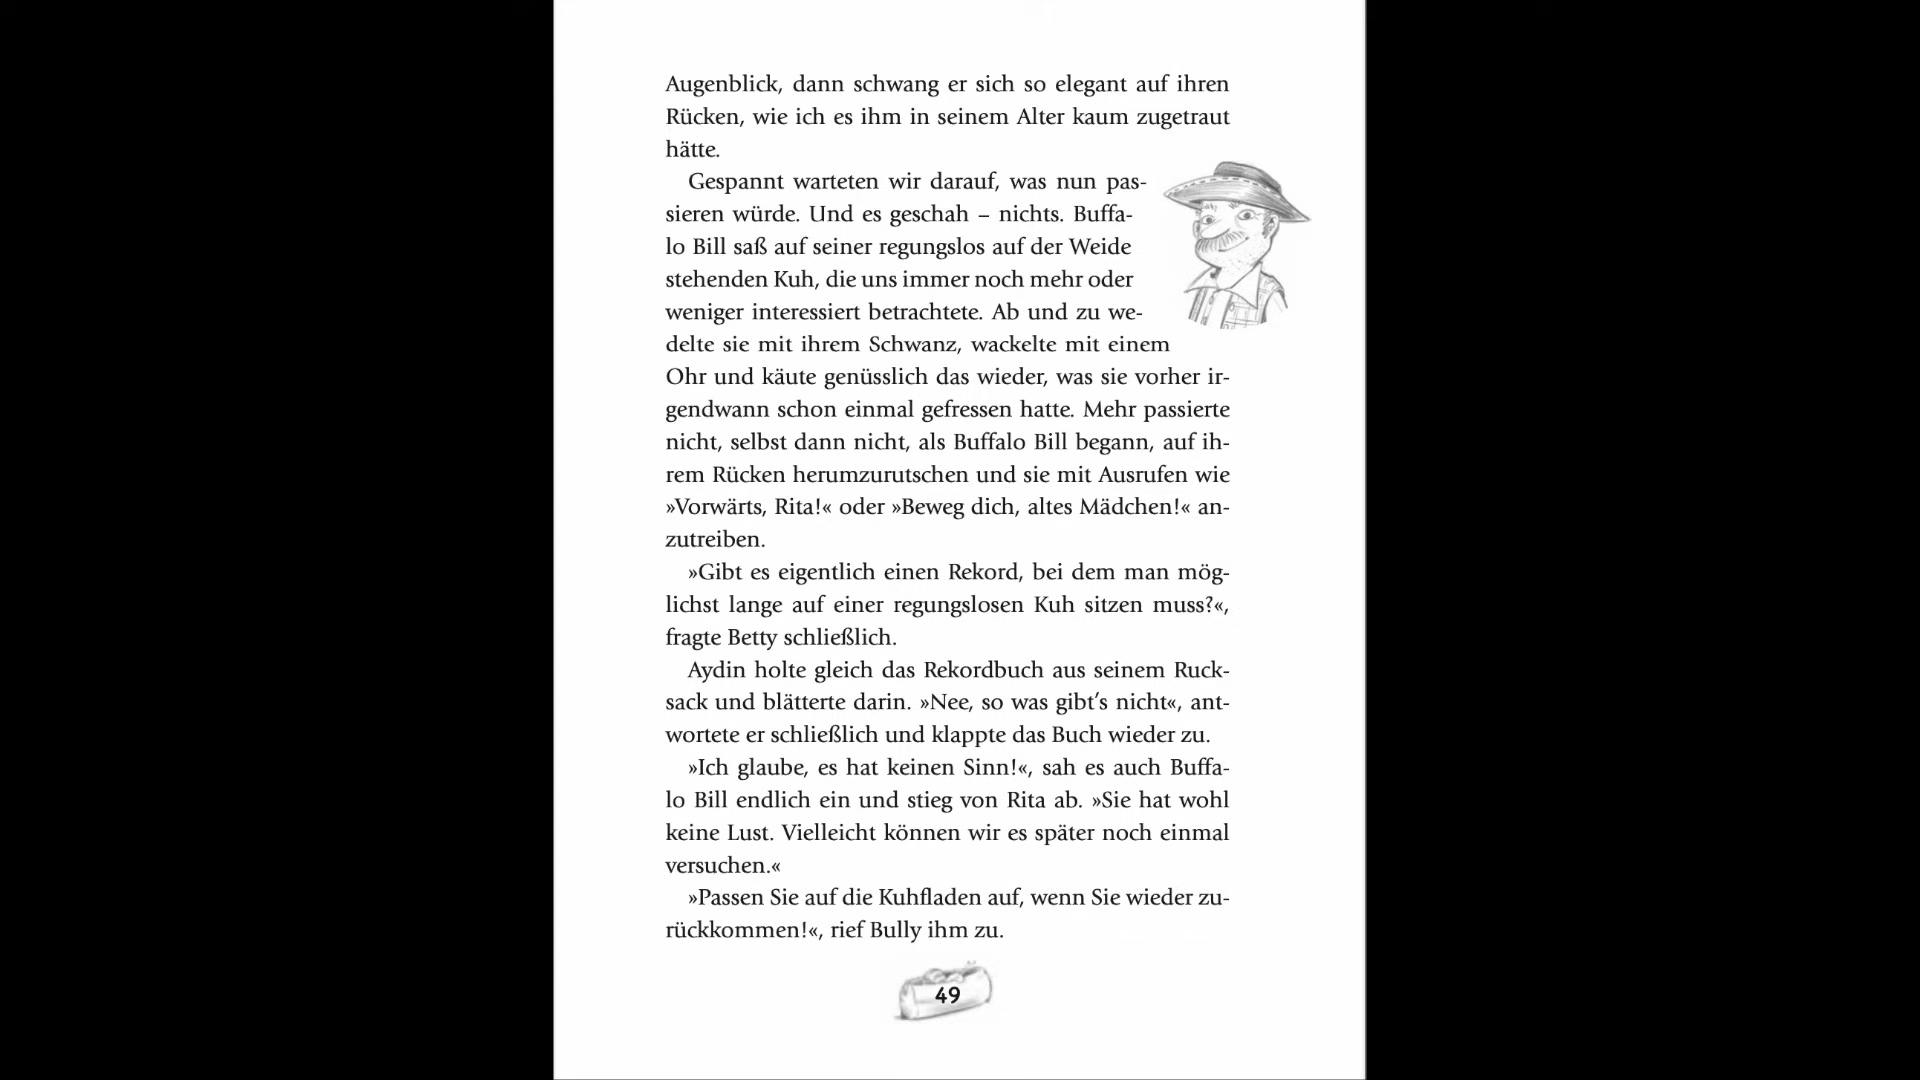 Augenblick, dann schwang er sich so elegant auf ihren
Rücken, wie ich es ihm in seinem Alter kaum zugetraut
hätte.
Gespannt warteten wir darauf, was nun pas-
sieren würde. Und es geschah – nichts. Buffa-
lo Bill saß auf seiner regungslos auf der Weide
stehenden Kuh, die uns immer noch mehr oder
weniger interessiert betrachtete. Ab und zu we-
delte sie mit ihrem Schwanz, wackelte mit einem
Ohr und käute genüsslich das wieder, was sie vorher ir-
gendwann schon einmal gefressen hatte. Mehr passierte
nicht, selbst dann nicht, als Buffalo Bill begann, auf ih-
rem Rücken herumzurutschen und sie mit Ausrufen wie
»Vorwärts, Rita!« oder »Beweg dich, altes Mädchen!« an-
zutreiben.
»Gibt es eigentlich einen Rekord, bei dem man mög-
lichst lange auf einer regungslosen Kuh sitzen muss?«,
fragte Betty schließlich.
Aydin holte gleich das Rekordbuch aus seinem Ruck-
sack und blätterte darin. »Nee, so was gibt’s nicht«, ant-
wortete er schließlich und klappte das Buch wieder zu.
»Ich glaube, es hat keinen Sinn!«, sah es auch Buffa-
lo Bill endlich ein und stieg von Rita ab. »Sie hat wohl
keine Lust. Vielleicht können wir es später noch einmal
versuchen.«
»Passen Sie auf die Kuhfladen auf, wenn Sie wieder zu-
rückkommen!«, rief Bully ihm zu.
49